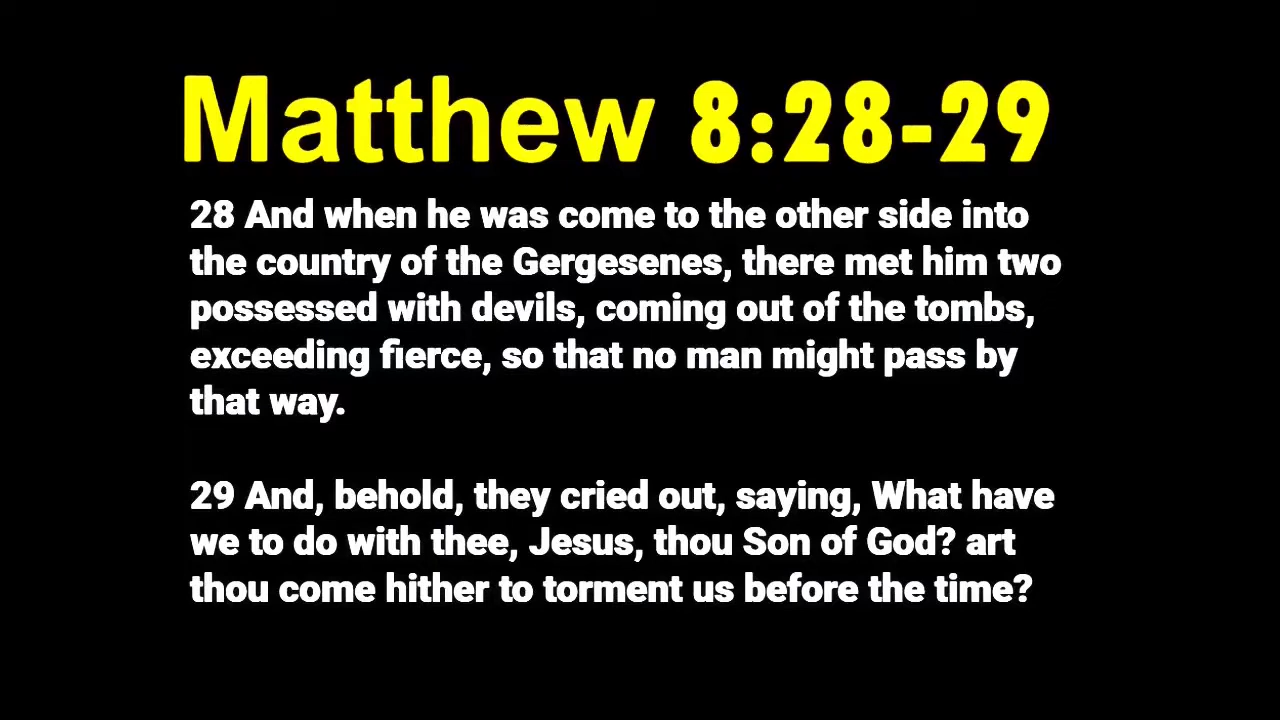 Matthew 8:28-29
28 And when he was come to the other side into
the country of the Gergesenes, there met him two
possessed with devils, coming out of the tombs,
exceeding fierce, so that no man might pass by
that way.
29 And, behold, they cried out, saying, What have
we to do with thee, Jesus, thou Son of God? art
thou come hither to torment us before the time?